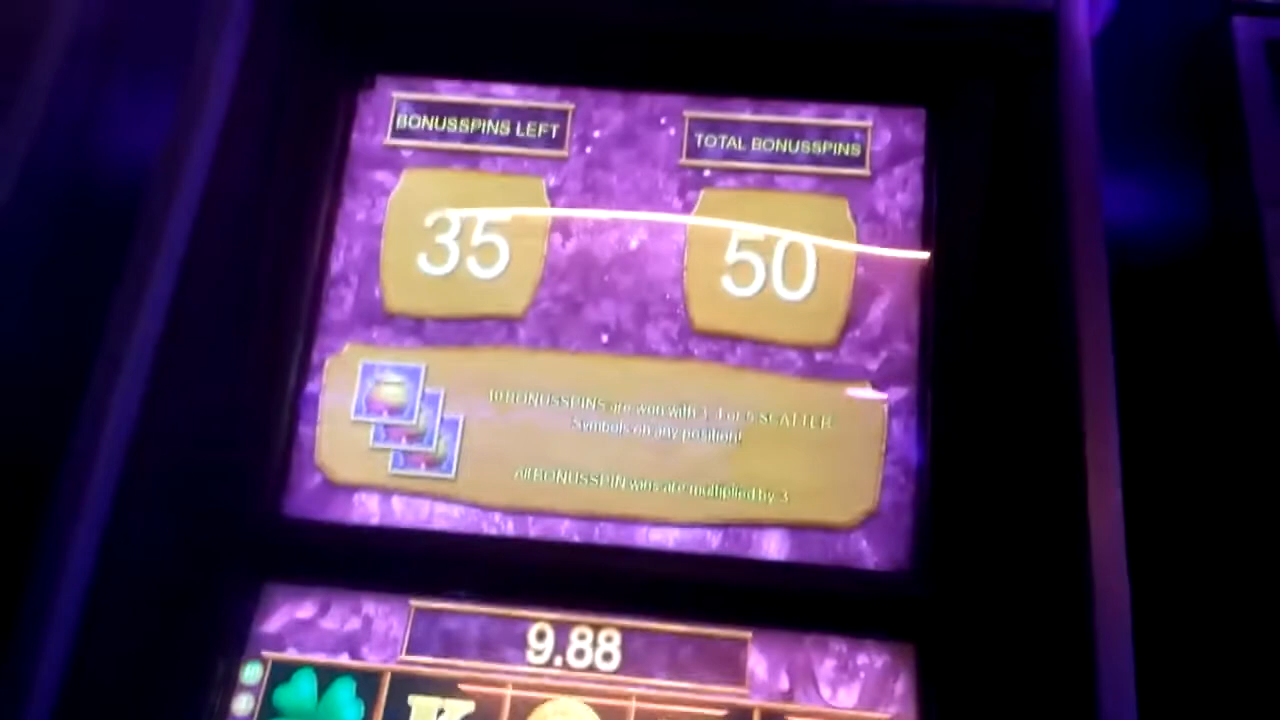 BONUSSPINS LEFT
TOTAL BONUSSPINS
35
50
10 BONUSSPINS are won with 3, 4 or 5 SCATTER
Symbols on any position!
All BONUSSPIN wins are multiplied by 3
9.88
K